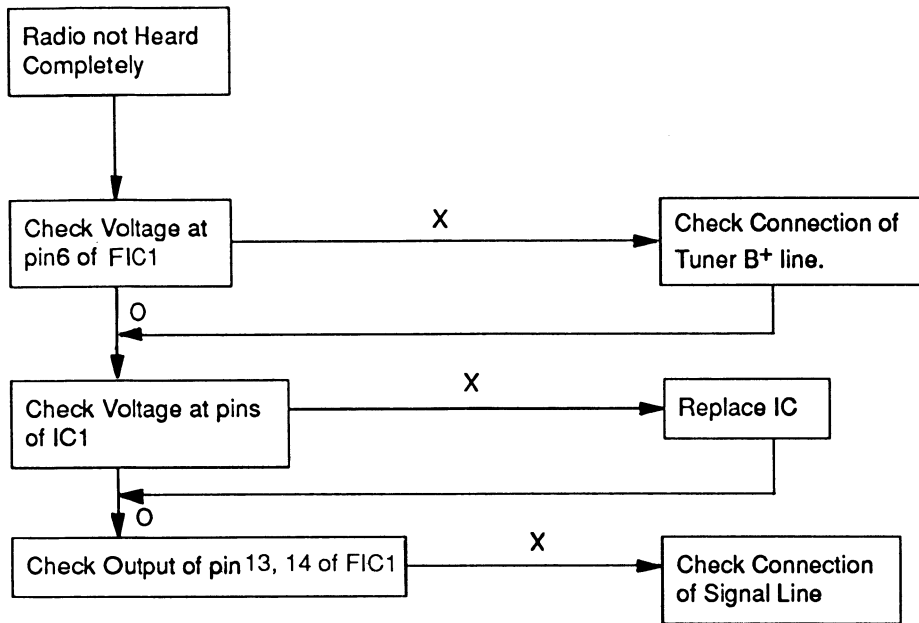 Radio not Heard
Completely
Check Voltage at
pin6 of FIC1
X
Check Connection of
Tuner B+ line.
O
Check Voltage at pins
of IC1
X
Replace IC
O
Check Output of pin 13, 14 of FIC1
X
Check Connection
of Signal Line